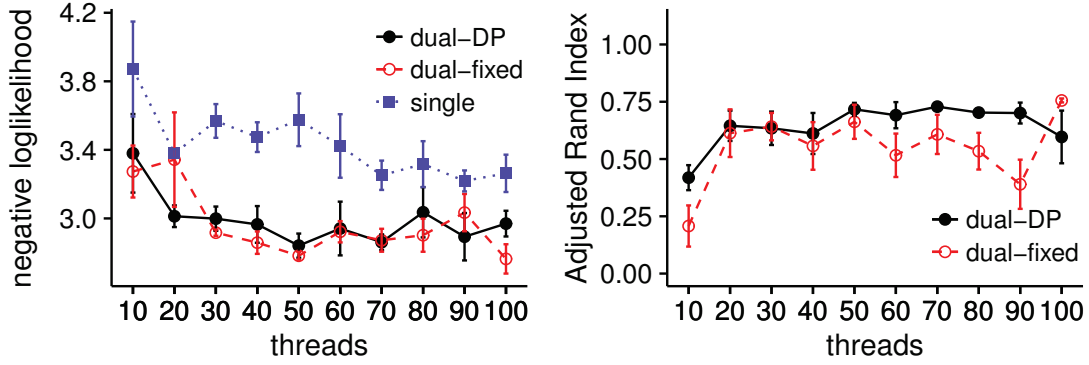 negative loglikelihood
4.2
3.8
3.4
3.0
dual−DP
dual−fixed
single
10 20 30 40 50 60 70 80 90 100
threads
Adjusted Rand Index
1.00
0.75
0.50
0.25
0.00
dual−DP
dual−fixed
10 20 30 40 50 60 70 80 90 100
threads